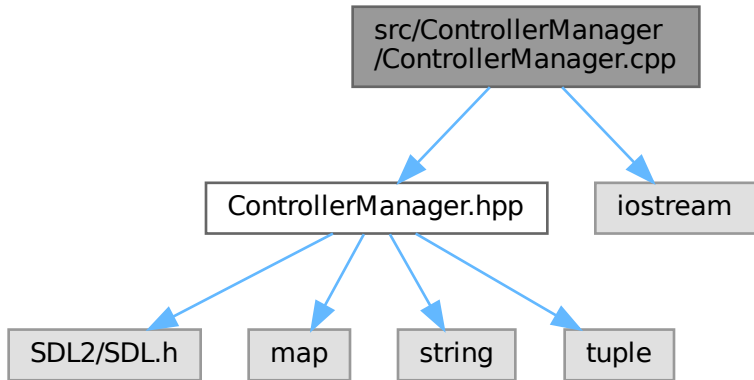 src/ControllerManager
/ControllerManager.cpp
ControllerManager.hpp
iostream
SDL2/SDL.h
map
string
tuple